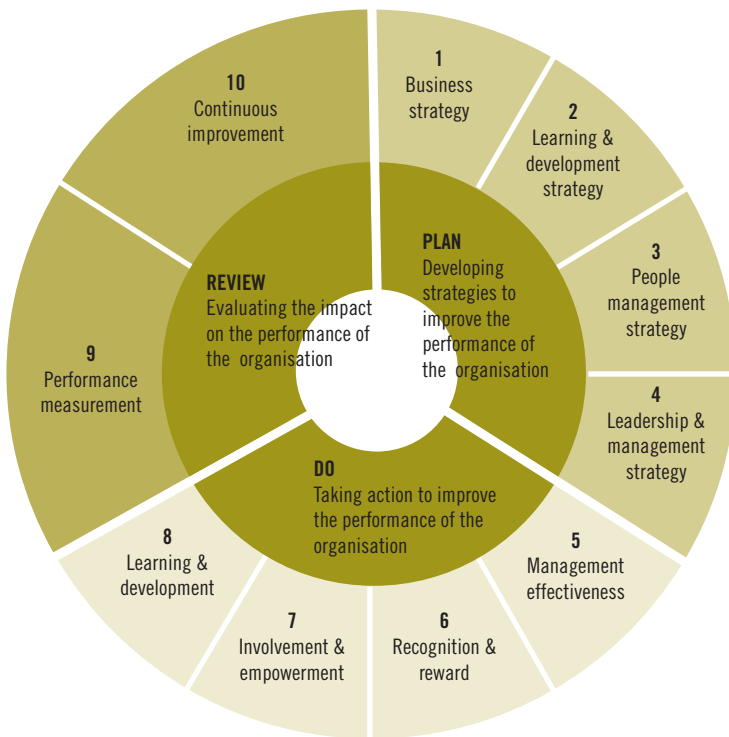 1
Business
strategy
2
Learning &
development
strategy
3
People
management
strategy
4
Leadership &
management
strategy
5
Management
effectiveness
6
Recognition &
reward
7
Involvement &
empowerment
8
Learning &
development
9
Performance
measurement
10
Continuous
improvement
PLAN
Developing
strategies to
improve the
performance of
the organisation
DO
Taking action to improve
the performance of the
organisation
REVIEW
Evaluating the impact
on the performance of
the organisation